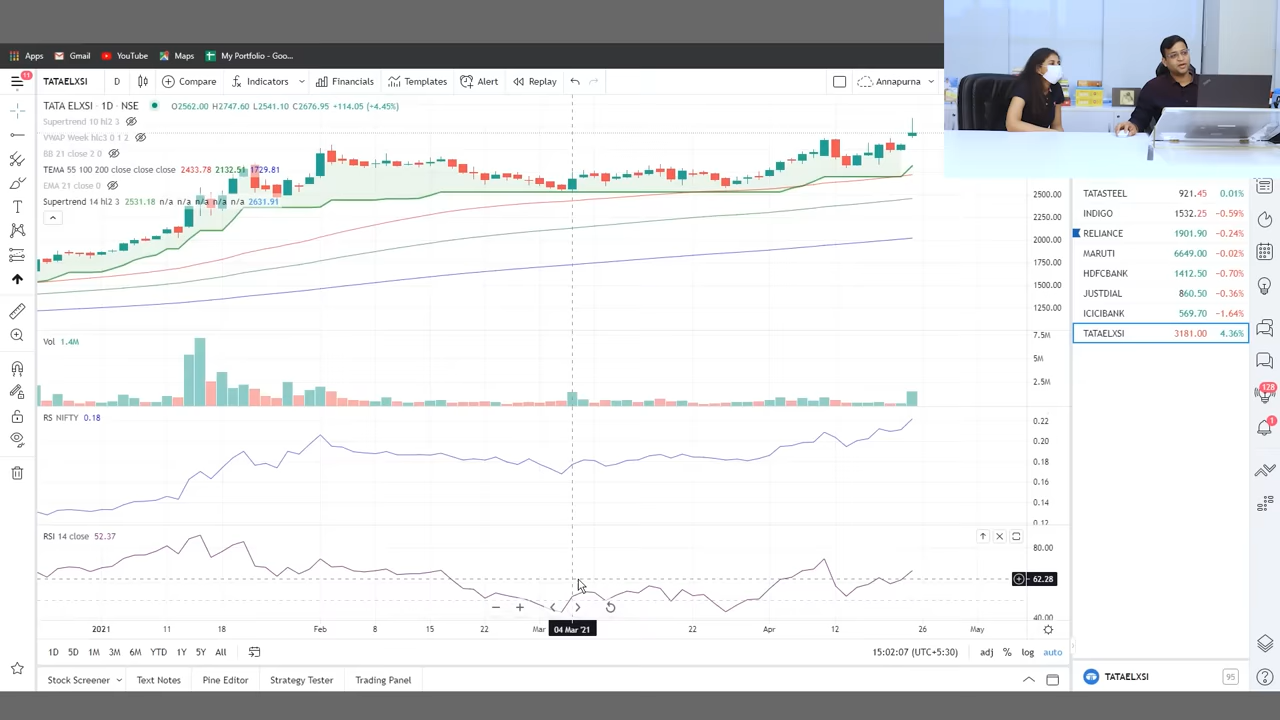 Apps Gmail YouTube Maps My Portfolio - Goo...
11
TATAELXSI D Compare Indicators Financials Templates Alert Replay Annapurna
TATA ELXSI · 1D · NSE O2562.00 H2747.60 L2541.10 C2676.95 +114.05 (+4.45%)
Supertrend 10 hl2 3
VWAP Week hlc3 0 1 2
BB 21 close 2 0
TEMA 55 100 200 close close close 2433.78 2132.51 1729.81
EMA 21 close 0
Supertrend 14 hl2 3 2531.18 n/a n/a n/a n/a n/a 2631.91
2500.00
2250.00
2000.00
1750.00
1500.00
1250.00
Vol 1.4M
7.5M
5M
2.5M
RS NIFTY 0.18
0.22
0.20
0.18
0.16
0.14
0.12
RSI 14 close 52.37
80.00
62.28
40.00
2021 11 18 Feb 8 15 22 Mar 04 Mar '21 22 Apr 12 26 May
1D 5D 1M 3M 6M YTD 1Y 5Y All 15:02:07 (UTC+5:30) adj % log auto
Stock Screener Text Notes Pine Editor Strategy Tester Trading Panel
TATASTEEL 921.45 0.01%
INDIGO 1532.25 −0.59%
RELIANCE 1901.90 −0.24%
MARUTI 6649.00 −0.02%
HDFCBANK 1412.50 −0.70%
JUSTDIAL 860.50 −0.36%
ICICIBANK 569.70 −1.64%
TATAELXSI 3181.00 4.36%
128
1
TATAELXSI 95